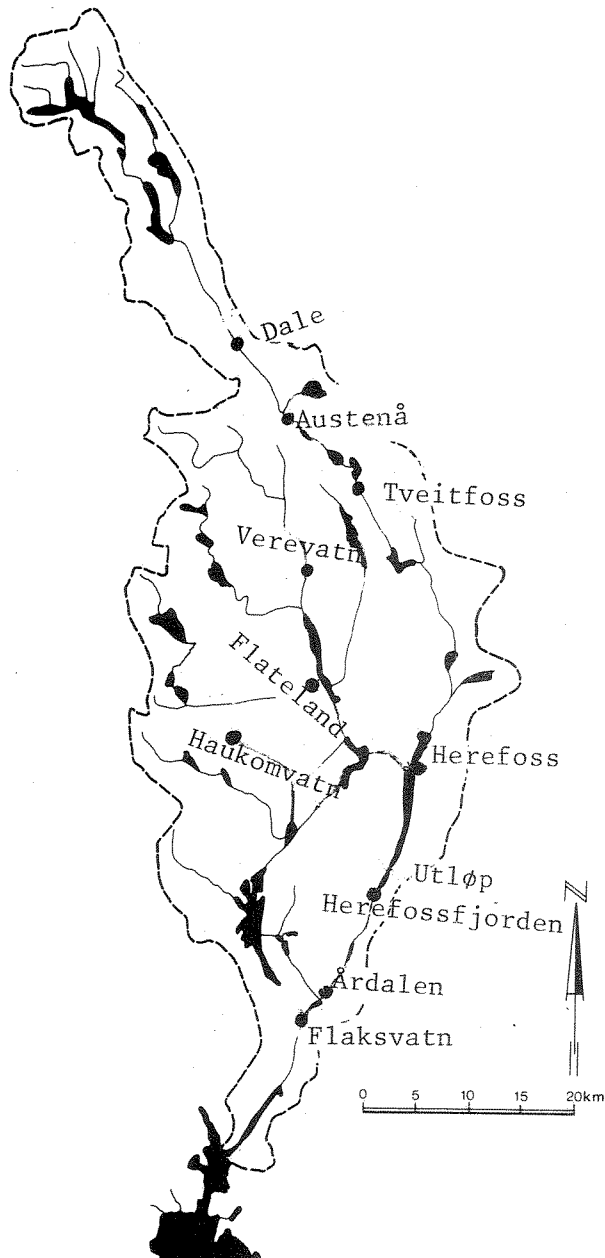 Dale
Austenå
Tveitfoss
Verevatn
Flateland
Haukomvatn
Herefoss
Utløp
Herefossfjorden
Årdalen
Flaksvatn
N
0 5 10 15 20km